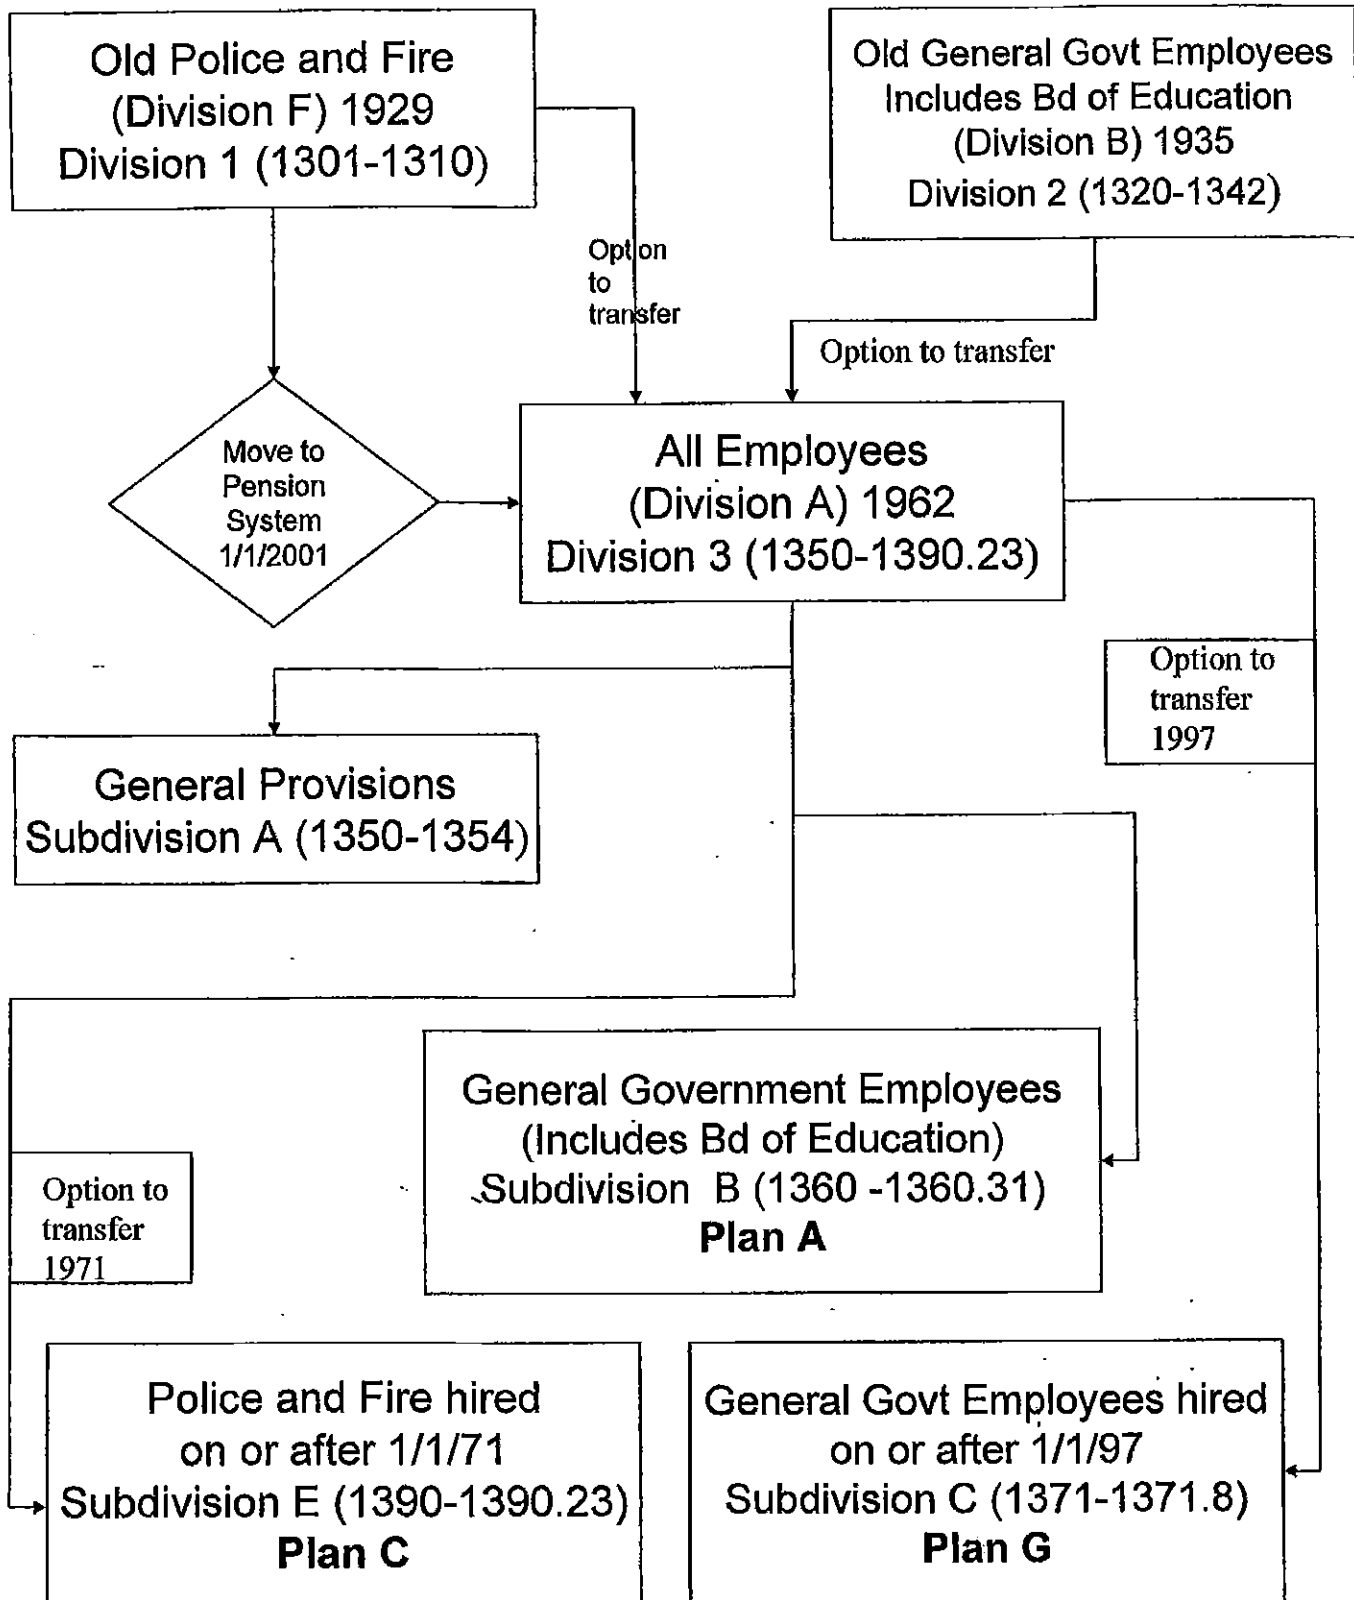 Old Police and Fire
(Division F) 1929
Division 1 (1301-1310)
Old General Govt Employees
Includes Bd of Education
(Division B) 1935
Division 2 (1320-1342)
Option
to
transfer
Option to transfer
Move to
Pension
System
1/1/2001
All Employees
(Division A) 1962
Division 3 (1350-1390.23)
Option to
transfer
1997
General Provisions
Subdivision A (1350-1354)
General Government Employees
(Includes Bd of Education)
Subdivision B (1360 -1360.31)
Plan A
Option to
transfer
1971
Police and Fire hired
on or after 1/1/71
Subdivision E (1390-1390.23)
Plan C
General Govt Employees hired
on or after 1/1/97
Subdivision C (1371-1371.8)
Plan G